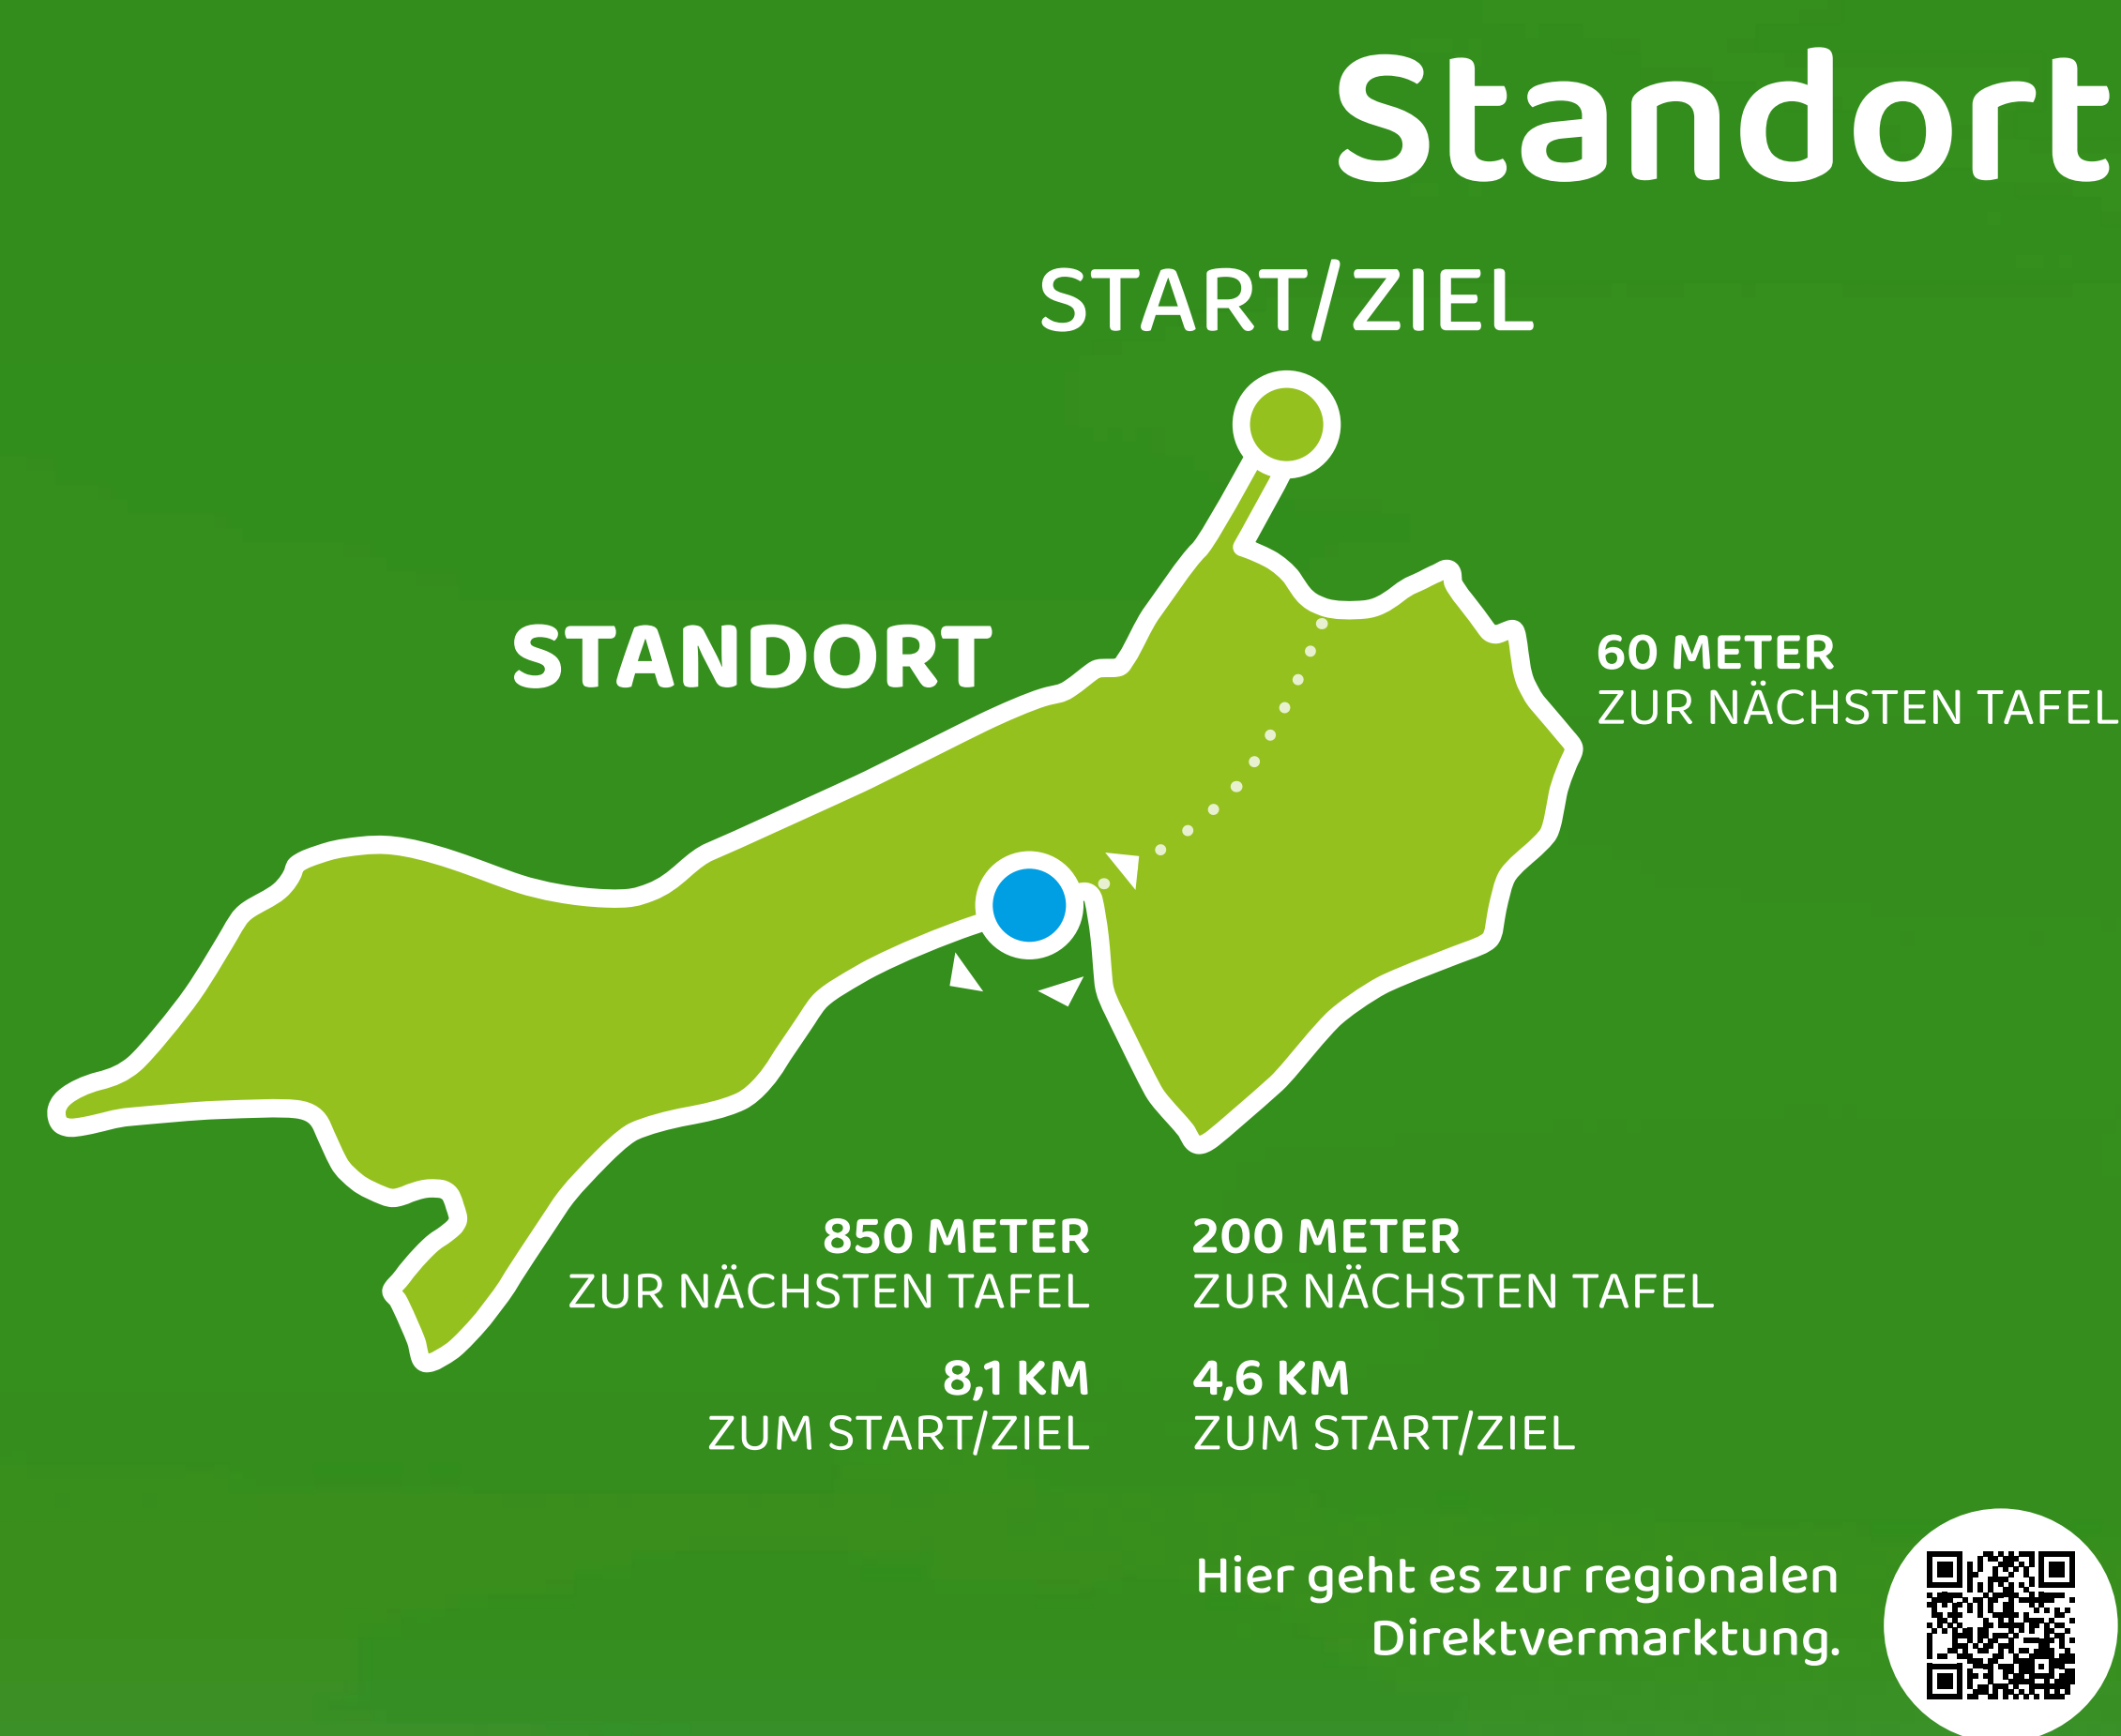 Standort
START/ZIEL
STANDORT
60 METER
ZUR NÄCHSTEN TAFEL
850 METER
ZUR NÄCHSTEN TAFEL
8,1 KM
ZUM START/ZIEL
200 METER
ZUR NÄCHSTEN TAFEL
4,6 KM
ZUM START/ZIEL
Hier geht es zur regionalen
Direktvermarktung.